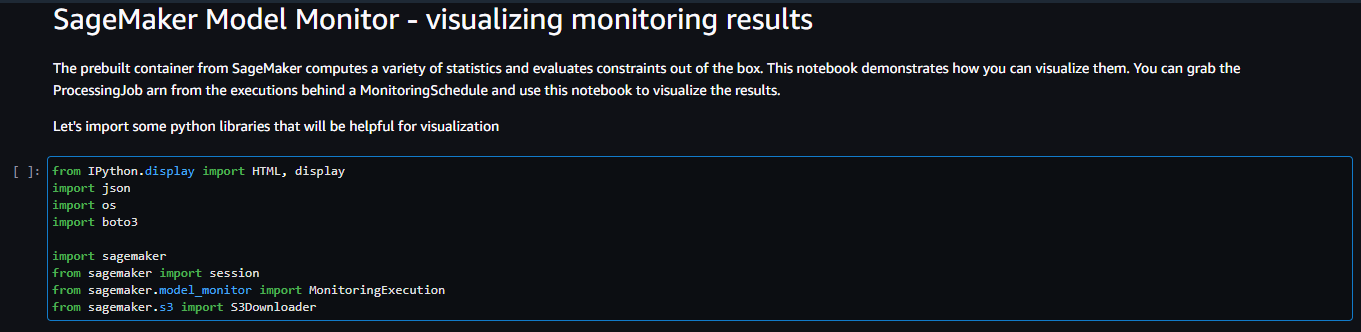 SageMaker Model Monitor - visualizing monitoring results
The prebuilt container from SageMaker computes a variety of statistics and evaluates constraints out of the box. This notebook demonstrates how you can visualize them. You can grab the
ProcessingJob arn from the executions behind a MonitoringSchedule and use this notebook to visualize the results.
Let's import some python libraries that will be helpful for visualization
[ ]: from IPython.display import HTML, display
import json
import os
import boto3
import sagemaker
from sagemaker import session
from sagemaker.model_monitor import MonitoringExecution
from sagemaker.s3 import S3Downloader